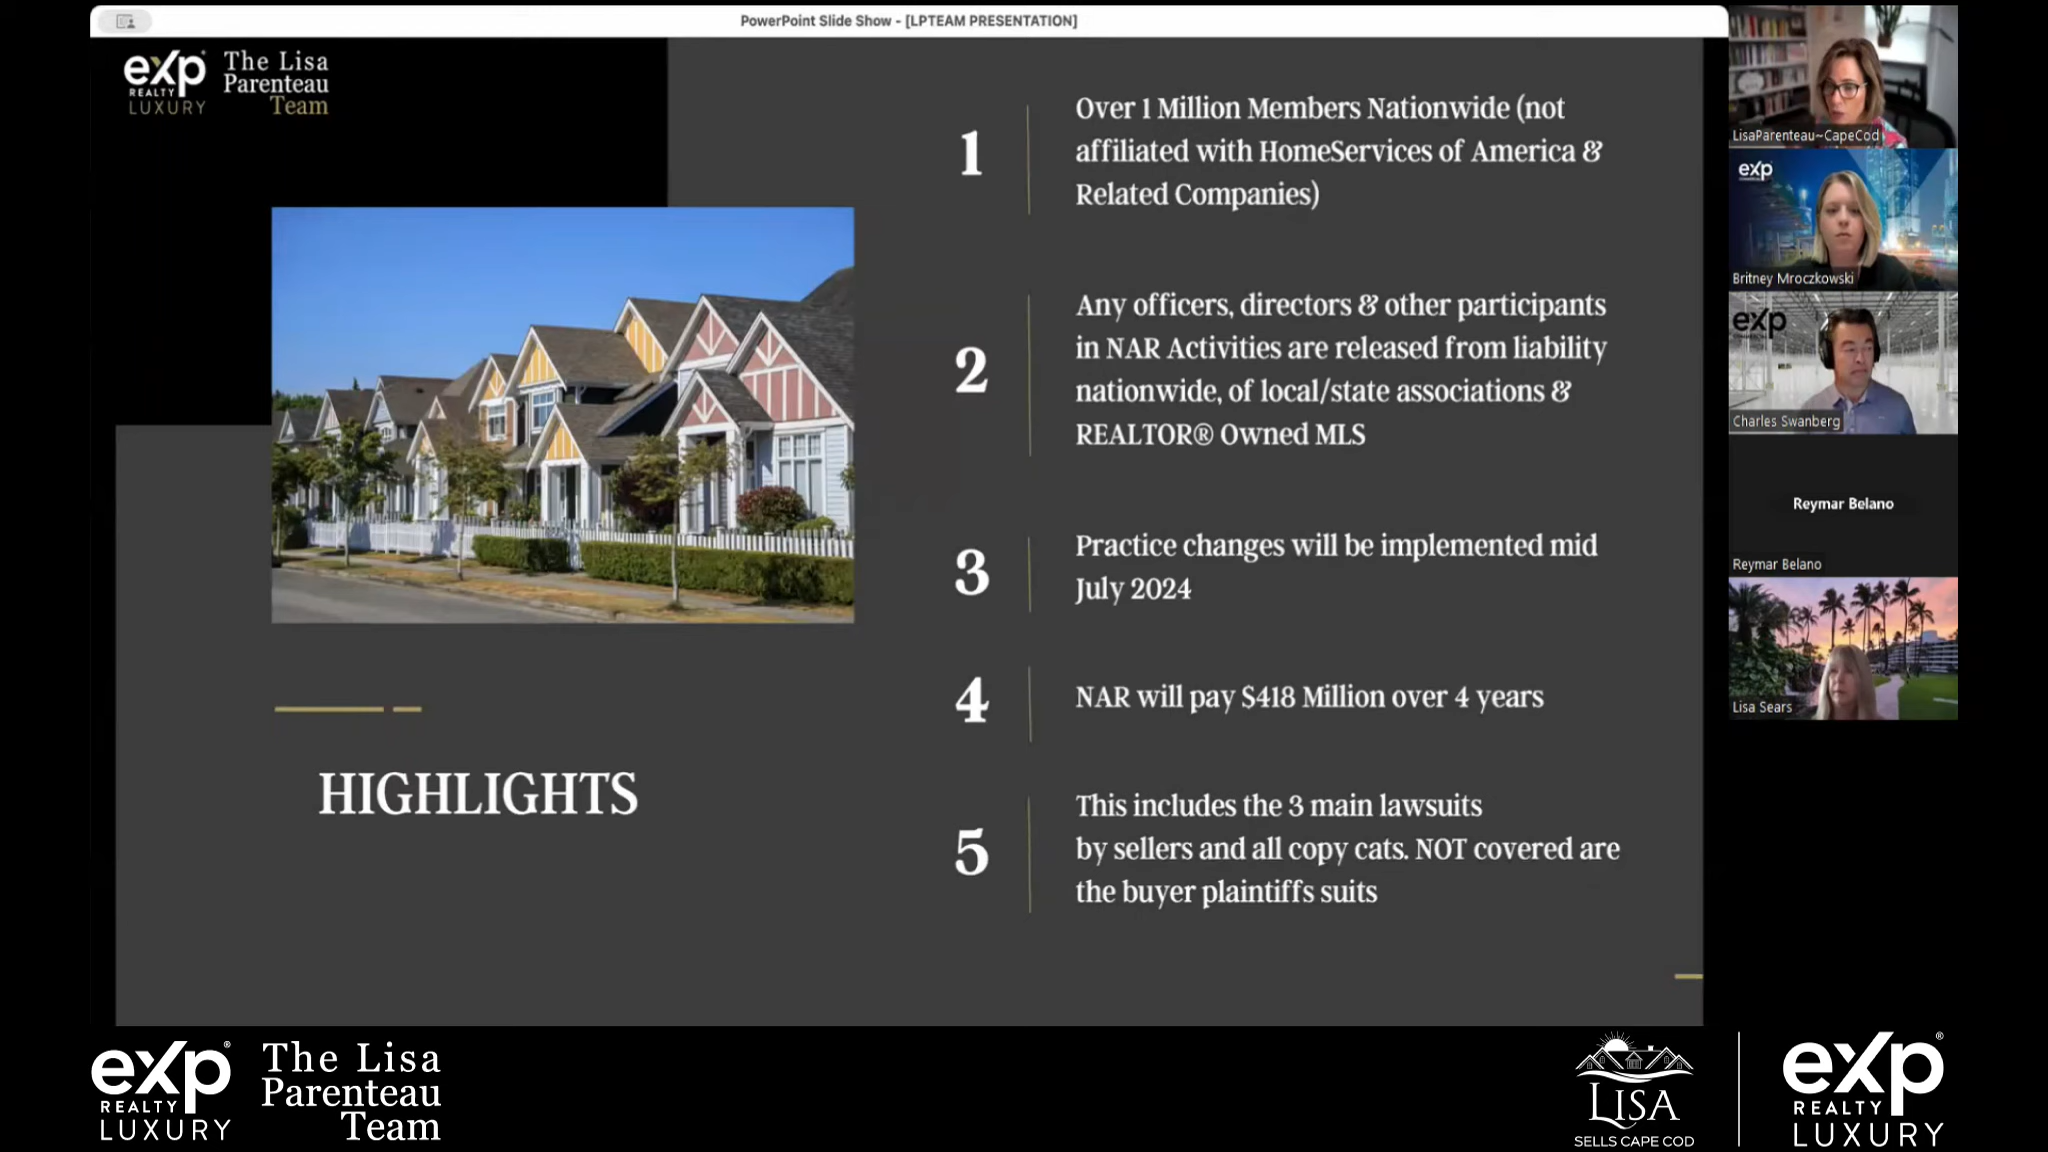 PowerPoint Slide Show - [LPTEAM PRESENTATION]
eXp
REALTY
LUXURY
The Lisa
Parenteau
Team
1
Over 1 Million Members Nationwide (not
affiliated with HomeServices of America &
Related Companies)
2
Any officers, directors & other participants
in NAR Activities are released from liability
nationwide, of local/state associations &
REALTOR® Owned MLS
3
Practice changes will be implemented mid
July 2024
4
NAR will pay $418 Million over 4 years
5
This includes the 3 main lawsuits
by sellers and all copy cats. NOT covered are
the buyer plaintiffs suits
HIGHLIGHTS
LisaParenteau~CapeCod
exp
Britney Mroczkowski
exp
Charles Swanberg
Reymar Belano
Reymar Belano
Lisa Sears
eXp®
REALTY
LUXURY
The Lisa
Parenteau
Team
LISA
SELLS CAPE COD
eXp®
REALTY
LUXURY